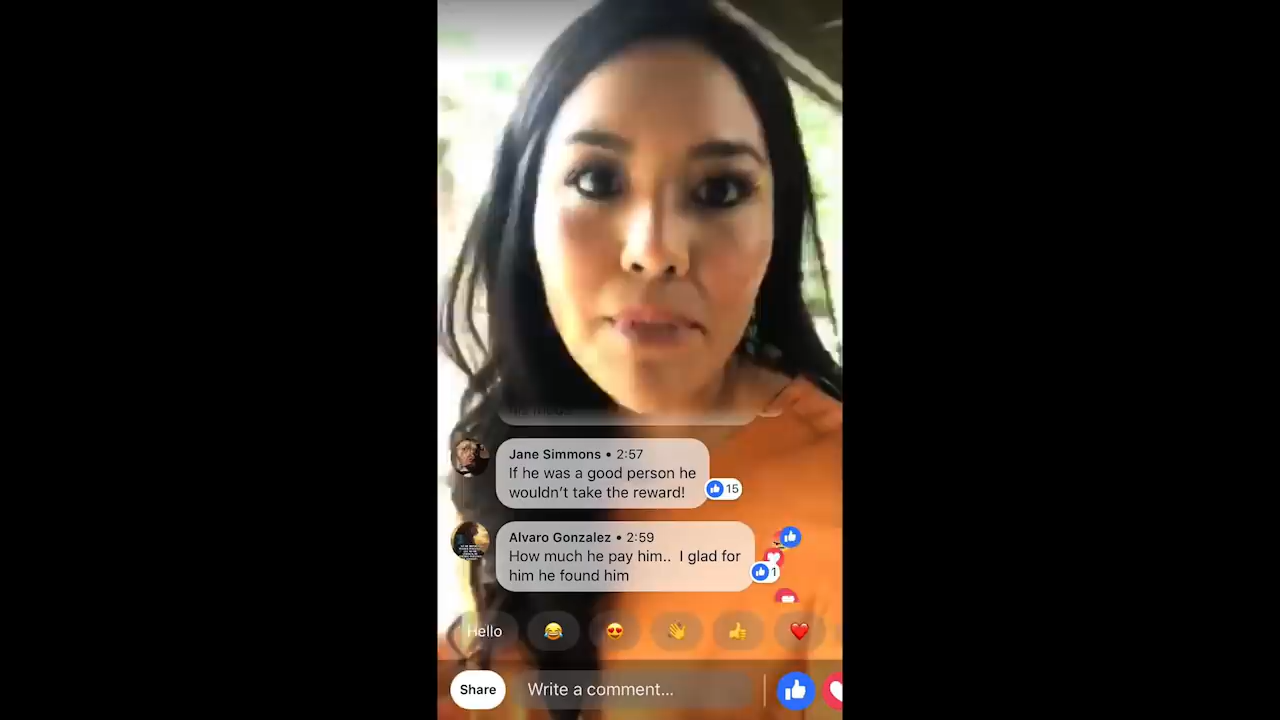 Jane Simmons • 2:57
If he was a good person he
wouldn't take the reward!
15
Alvaro Gonzalez • 2:59
How much he pay him.. I glad for
him he found him
1
Hello
Share
Write a comment...